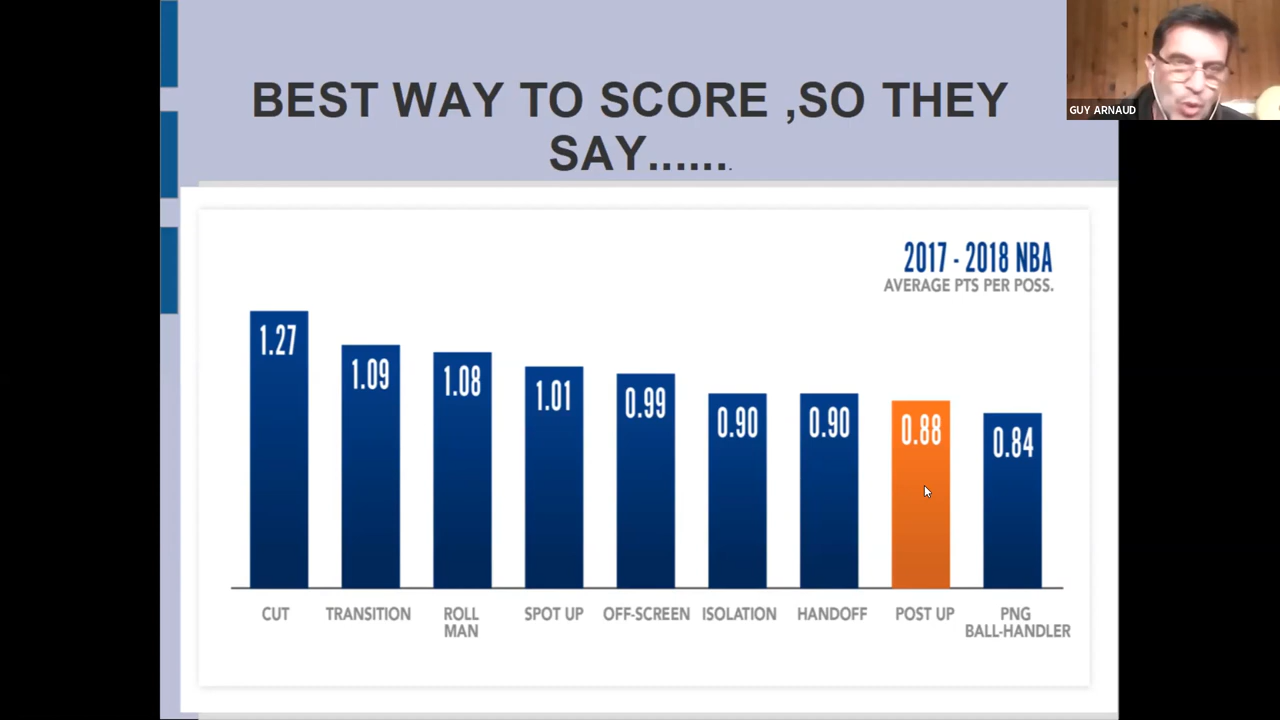 BEST WAY TO SCORE ,SO THEY
SAY.......
GUY ARNAUD
2017 - 2018 NBA
AVERAGE PTS PER POSS.
1.27
1.09
1.08
1.01
0.99
0.90
0.90
0.88
0.84
CUT
TRANSITION
ROLL
MAN
SPOT UP
OFF-SCREEN
ISOLATION
HANDOFF
POST UP
PNG
BALL-HANDLER